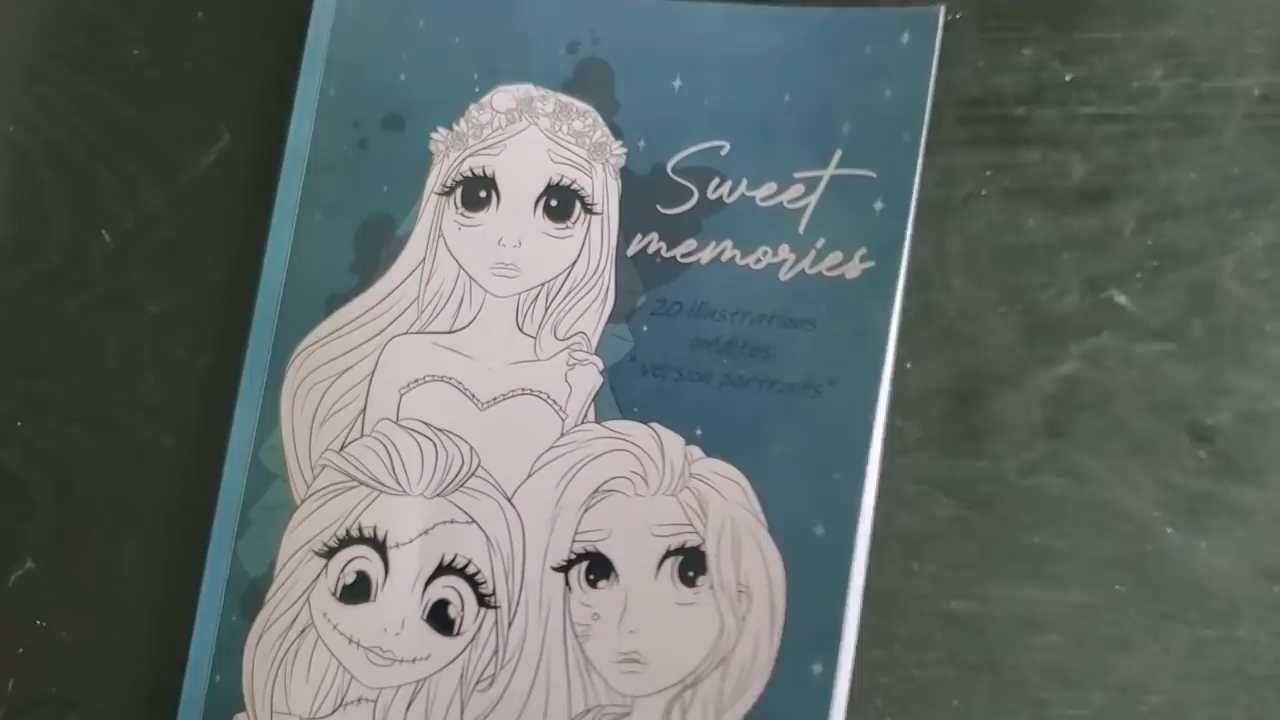 Sweet
memories
20 illustrations
inédites
"version portraits"